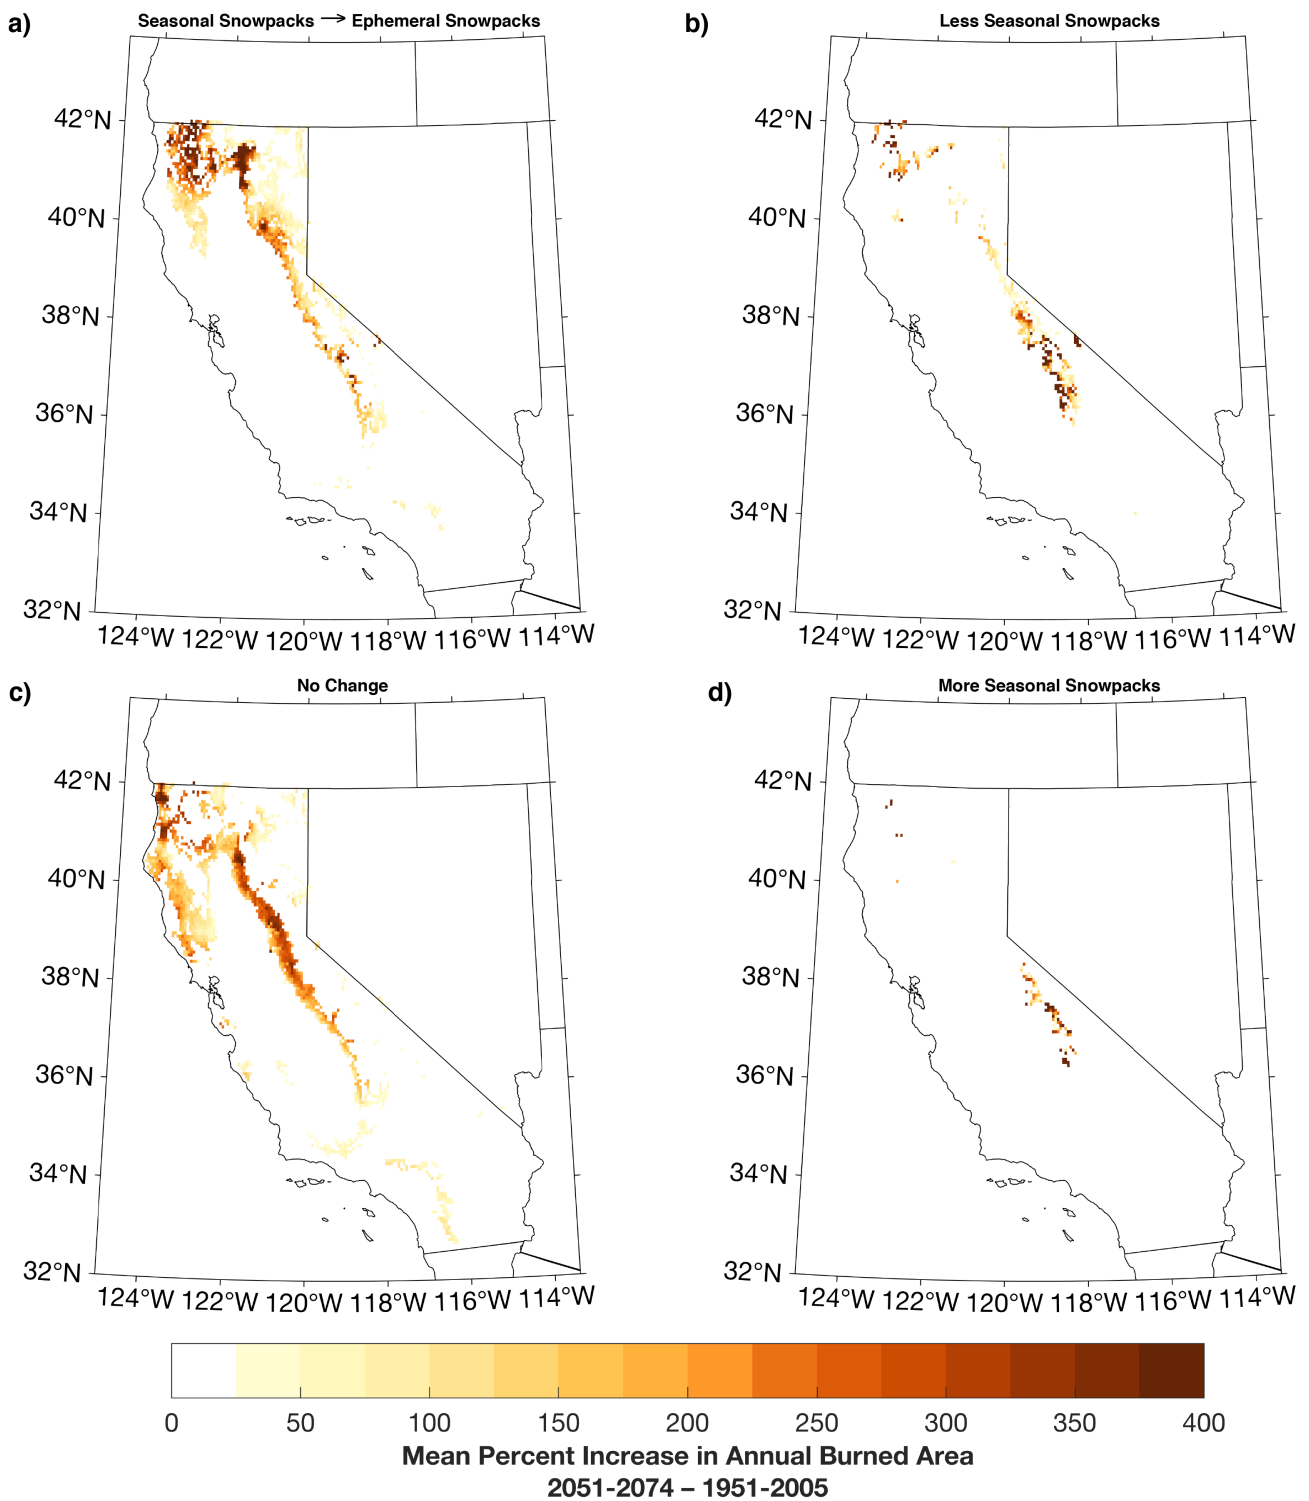 a) Seasonal Snowpacks → Ephemeral Snowpacks
42°N
40°N
38°N
36°N
34°N
32°N
124°W 122°W 120°W 118°W 116°W 114°W
b) Less Seasonal Snowpacks
42°N
40°N
38°N
36°N
34°N
32°N
124°W 122°W 120°W 118°W 116°W 114°W
c) No Change
42°N
40°N
38°N
36°N
34°N
32°N
124°W 122°W 120°W 118°W 116°W 114°W
d) More Seasonal Snowpacks
42°N
40°N
38°N
36°N
34°N
32°N
124°W 122°W 120°W 118°W 116°W 114°W
0 50 100 150 200 250 300 350 400
Mean Percent Increase in Annual Burned Area
2051-2074 – 1951-2005